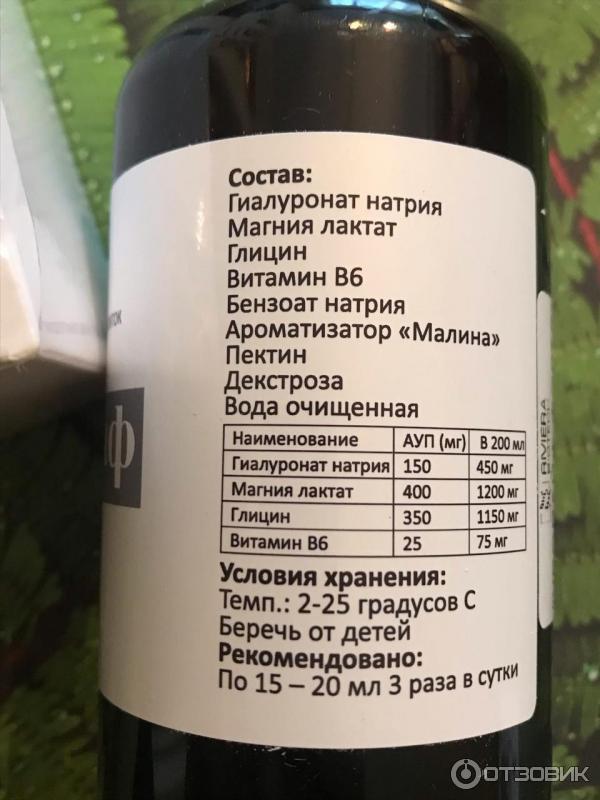 Состав:
Гиалуронат натрия
Магния лактат
Глицин
Витамин В6
Бензоат натрия
Ароматизатор «Малина»
Пектин
Декстроза
Вода очищенная
Наименование АУП (мг) В 200 мл
Гиалуронат натрия 150 450 мг
Магния лактат 400 1200 мг
Глицин 350 1150 мг
Витамин В6 25 75 мг
Условия хранения:
Темп.: 2-25 градусов С
Беречь от детей
Рекомендовано:
По 15 – 20 мл 3 раза в сутки
ф
RIVIERA
ОТЗОВИК